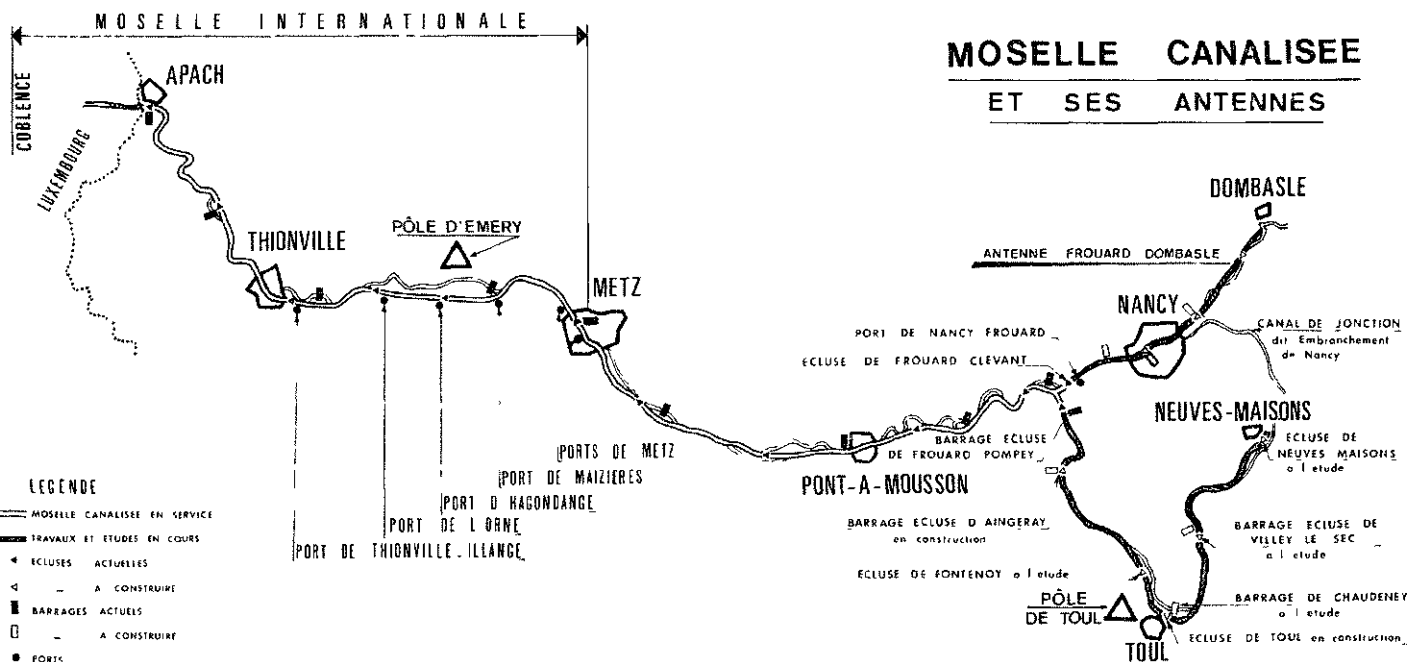 MOSELLE INTERNATIONALE
MOSELLE CANALISEE
ET SES ANTENNES
COBLENCE
APACH
LUXEMBOURG
THIONVILLE
PÔLE D'EMERY
METZ
DOMBASLE
ANTENNE FROUARD DOMBASLE
NANCY
PORT DE NANCY FROUARD
ECLUSE DE FROUARD CLEVANT
CANAL DE JONCTION
dit Embranchement
de Nancy
NEUVES-MAISONS
BARRAGE ECLUSE
DE FROUARD POMPEY
ECLUSE DE
NEUVES MAISONS
a l etude
PONT-A-MOUSSON
PORTS DE METZ
PORT DE MAIZIÈRES
PORT D HAGONDANGE
PORT DE L ORNE
PORT DE THIONVILLE-ILLANGE
BARRAGE ECLUSE D AINGERAY
en construction
BARRAGE ECLUSE DE
VILLEY LE SEC
a l etude
ECLUSE DE FONTENOY a l etude
PÔLE
DE TOUL
TOUL
BARRAGE DE CHAUDENEY
a l etude
ECLUSE DE TOUL en construction
LEGENDE
MOSELLE CANALISEE EN SERVICE
TRAVAUX ET ETUDES EN COURS
ECLUSES ACTUELLES
_ A CONSTRUIRE
BARRAGES ACTUELS
_ A CONSTRUIRE
PORTS